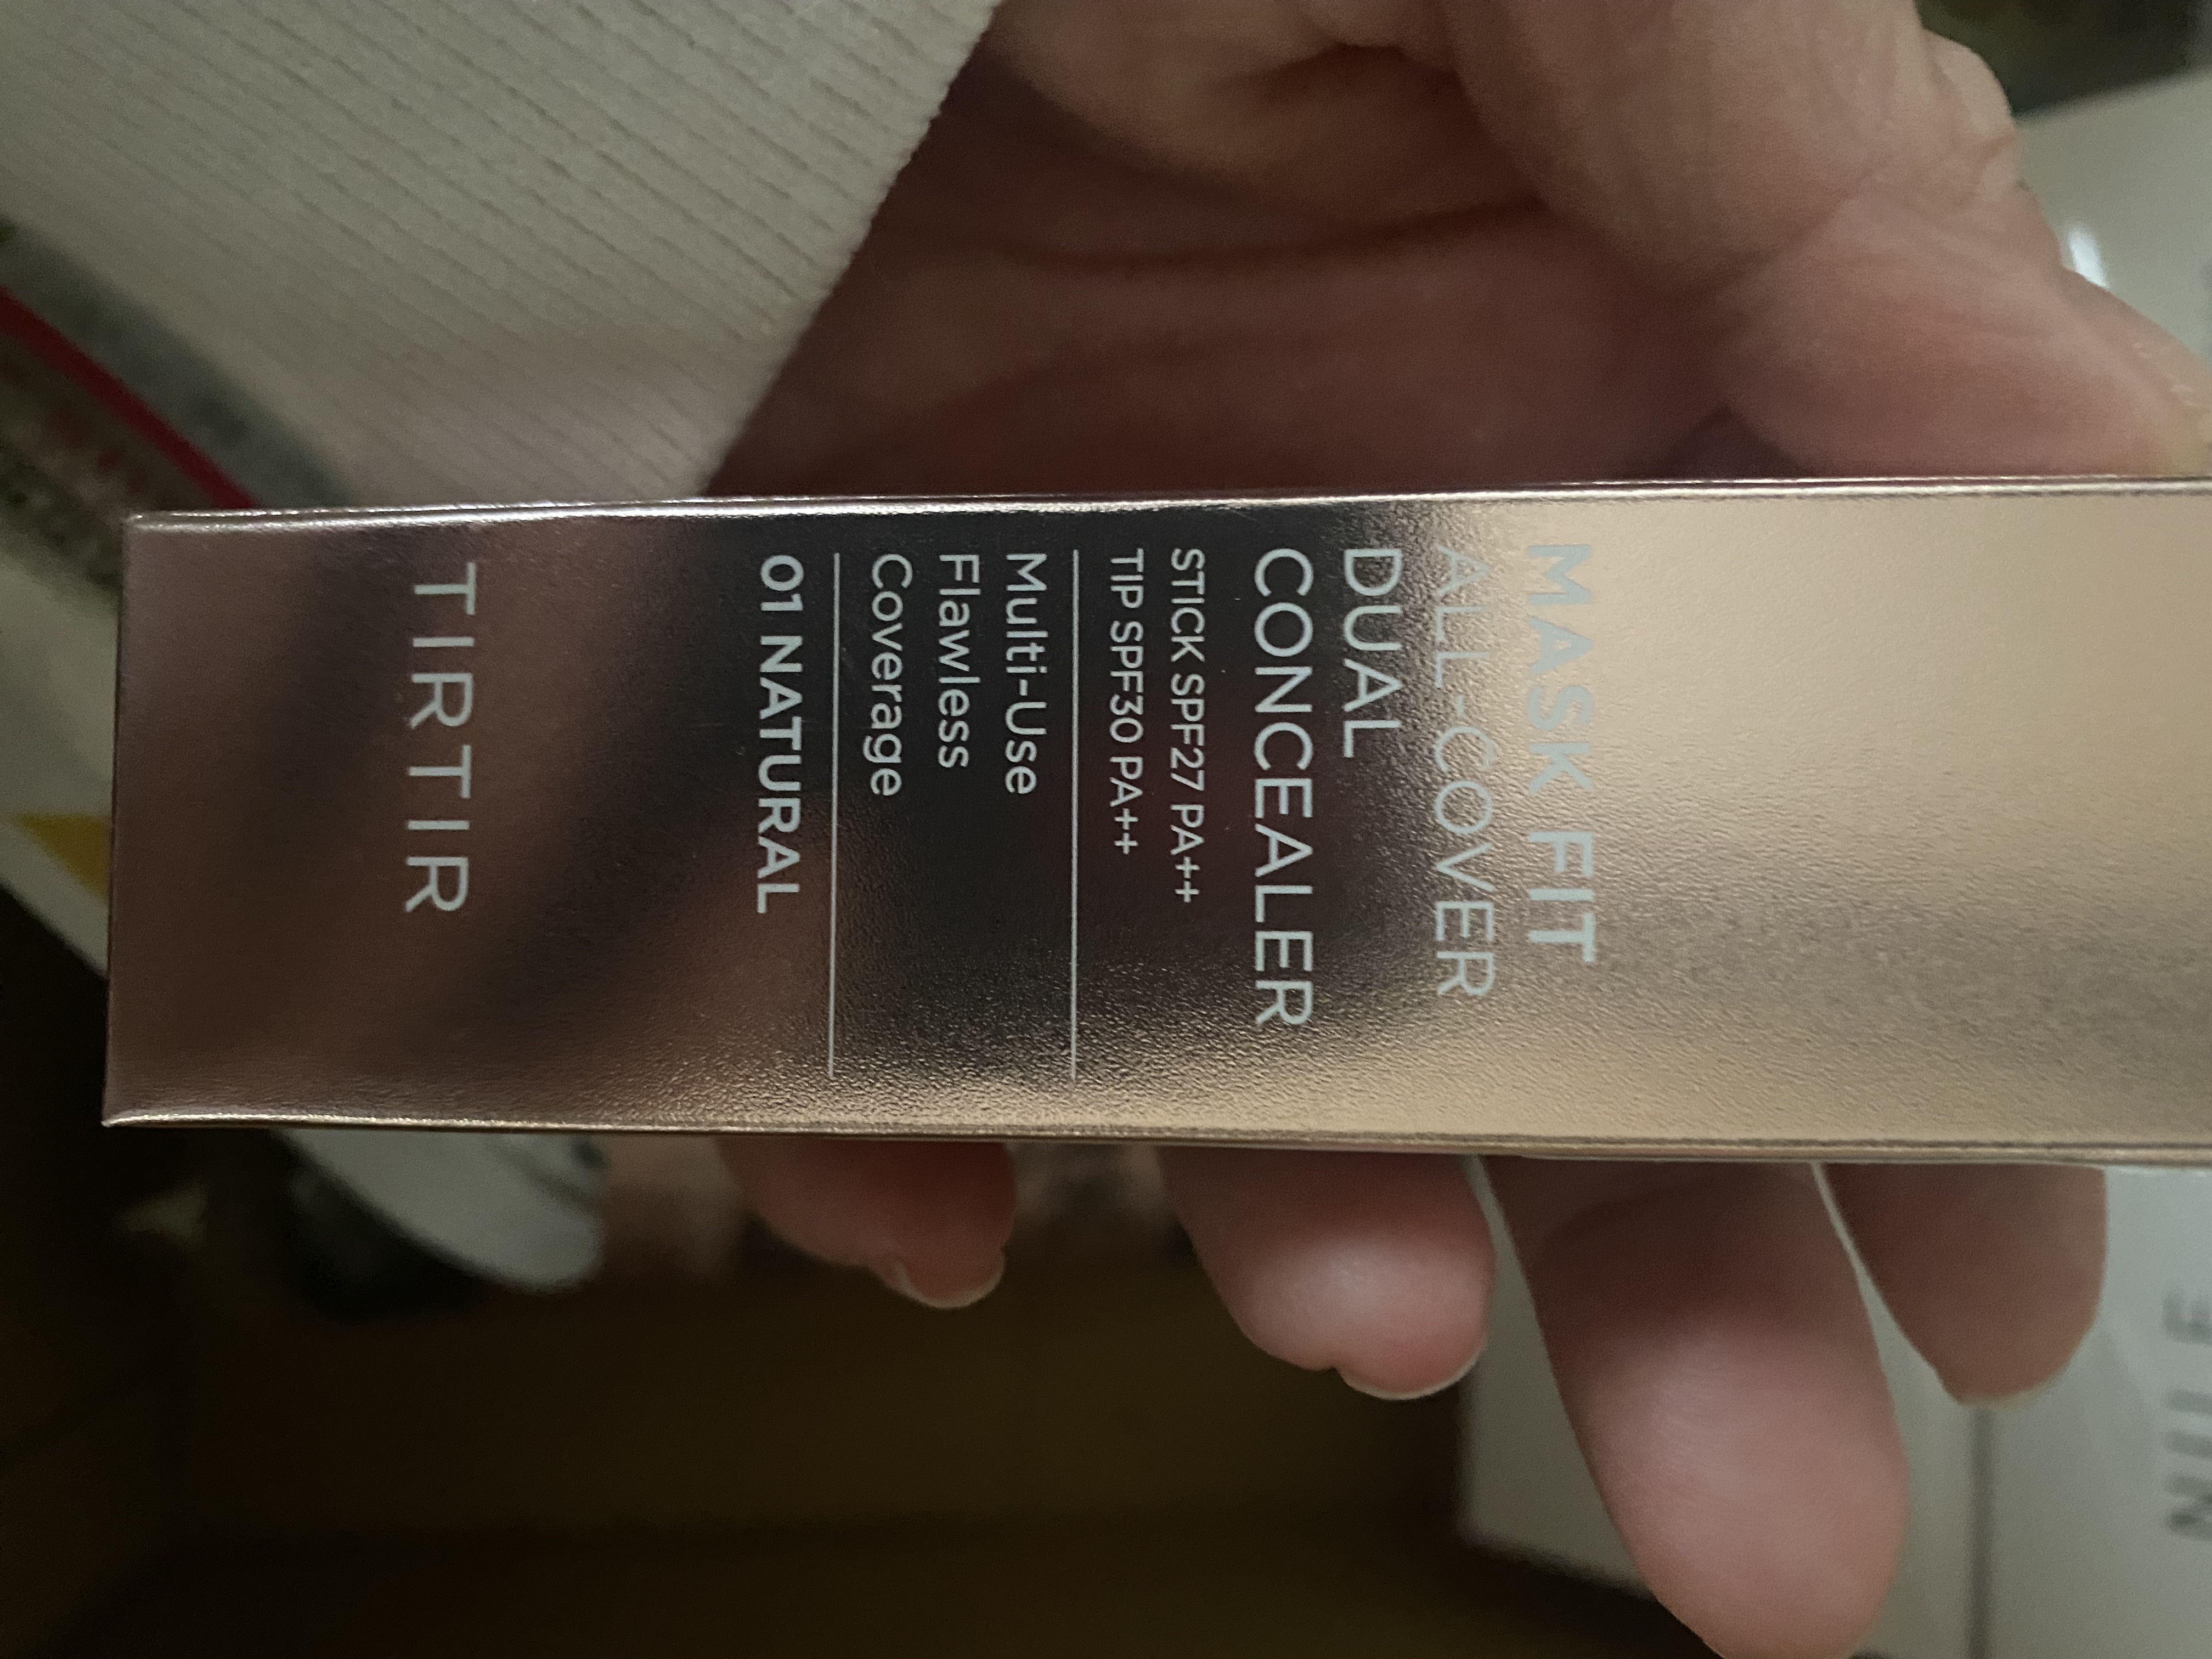 MASK FIT
ALL-COVER
DUAL
CONCEALER
STICK SPF27 PA++
TIP SPF30 PA++
Multi-Use
Flawless
Coverage
01 NATURAL
TIRTIR